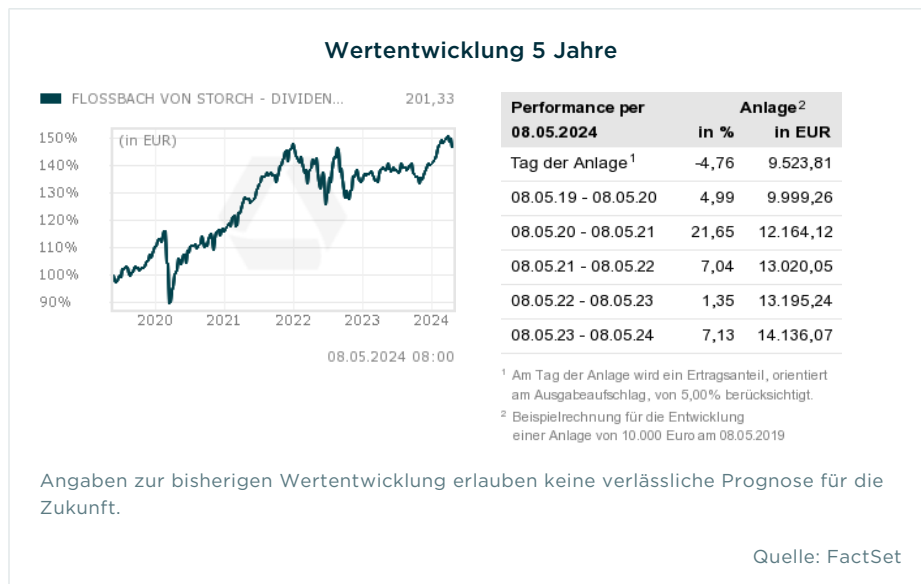 Wertentwicklung 5 Jahre
FLOSSBACH VON STORCH - DIVIDEN... 201,33
(in EUR)
150%
140%
130%
120%
110%
100%
90%
2020 2021 2022 2023 2024
08.05.2024 08:00
Performance per Anlage²
08.05.2024 in % in EUR
Tag der Anlage¹ -4,76 9.523,81
08.05.19 - 08.05.20 4,99 9.999,26
08.05.20 - 08.05.21 21,65 12.164,12
08.05.21 - 08.05.22 7,04 13.020,05
08.05.22 - 08.05.23 1,35 13.195,24
08.05.23 - 08.05.24 7,13 14.136,07
¹ Am Tag der Anlage wird ein Ertragsanteil, orientiert
am Ausgabeaufschlag, von 5,00% berücksichtigt.
² Beispielrechnung für die Entwicklung
einer Anlage von 10.000 Euro am 08.05.2019
Angaben zur bisherigen Wertentwicklung erlauben keine verlässliche Prognose für die
Zukunft.
Quelle: FactSet